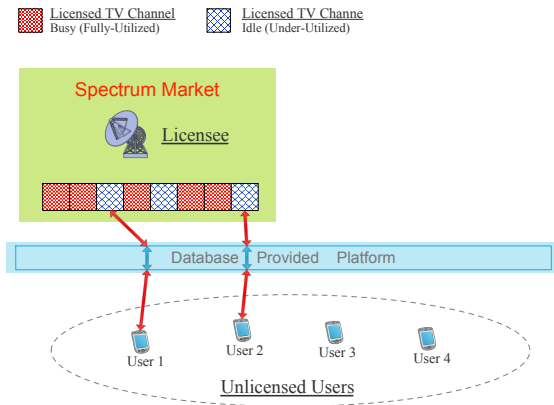 Licensed TV Channel
Busy (Fully-Utilized)
Licensed TV Channe
Idle (Under-Utilized)
Spectrum Market
Licensee
Database Provided Platform
User 1
User 2
User 3
User 4
Unlicensed Users